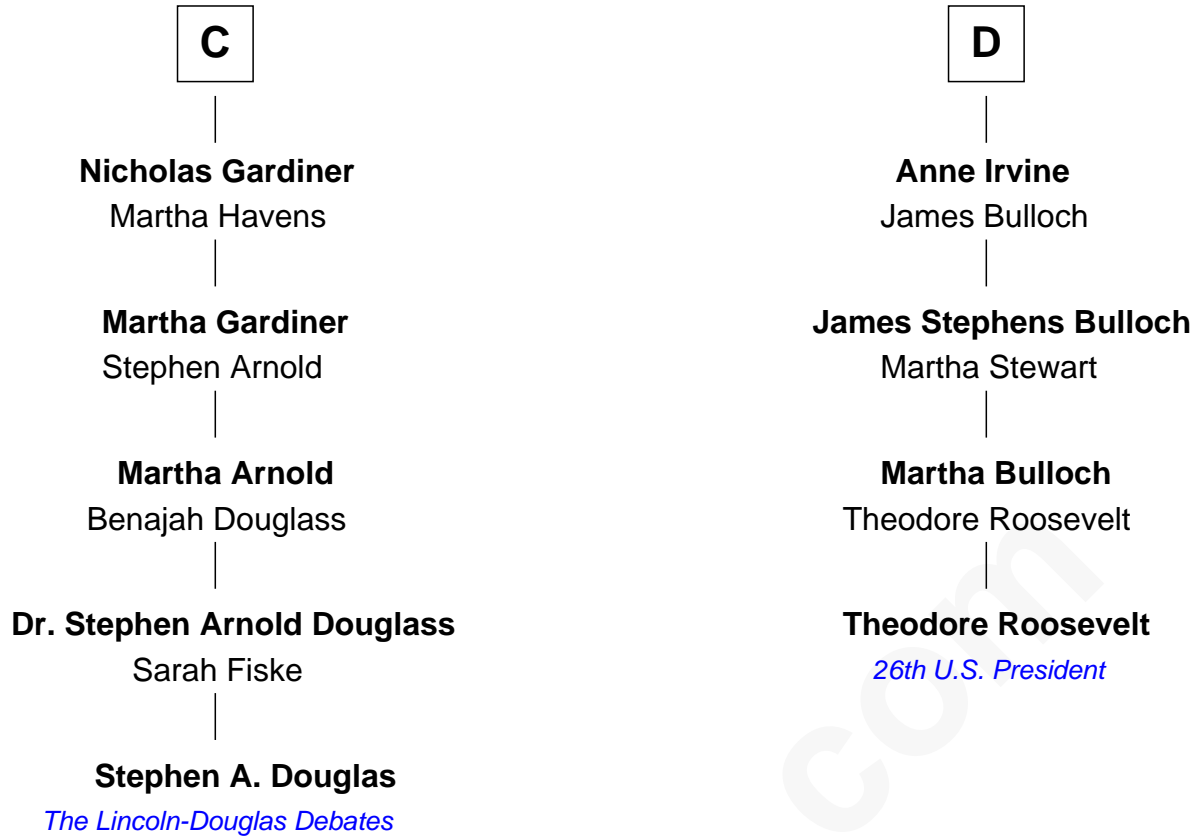 C
Nicholas Gardiner
Martha Havens
Martha Gardiner
Stephen Arnold
Martha Arnold
Benajah Douglass
Dr. Stephen Arnold Douglass
Sarah Fiske
Stephen A. Douglas
The Lincoln-Douglas Debates
D
Anne Irvine
James Bulloch
James Stephens Bulloch
Martha Stewart
Martha Bulloch
Theodore Roosevelt
Theodore Roosevelt
26th U.S. President
com